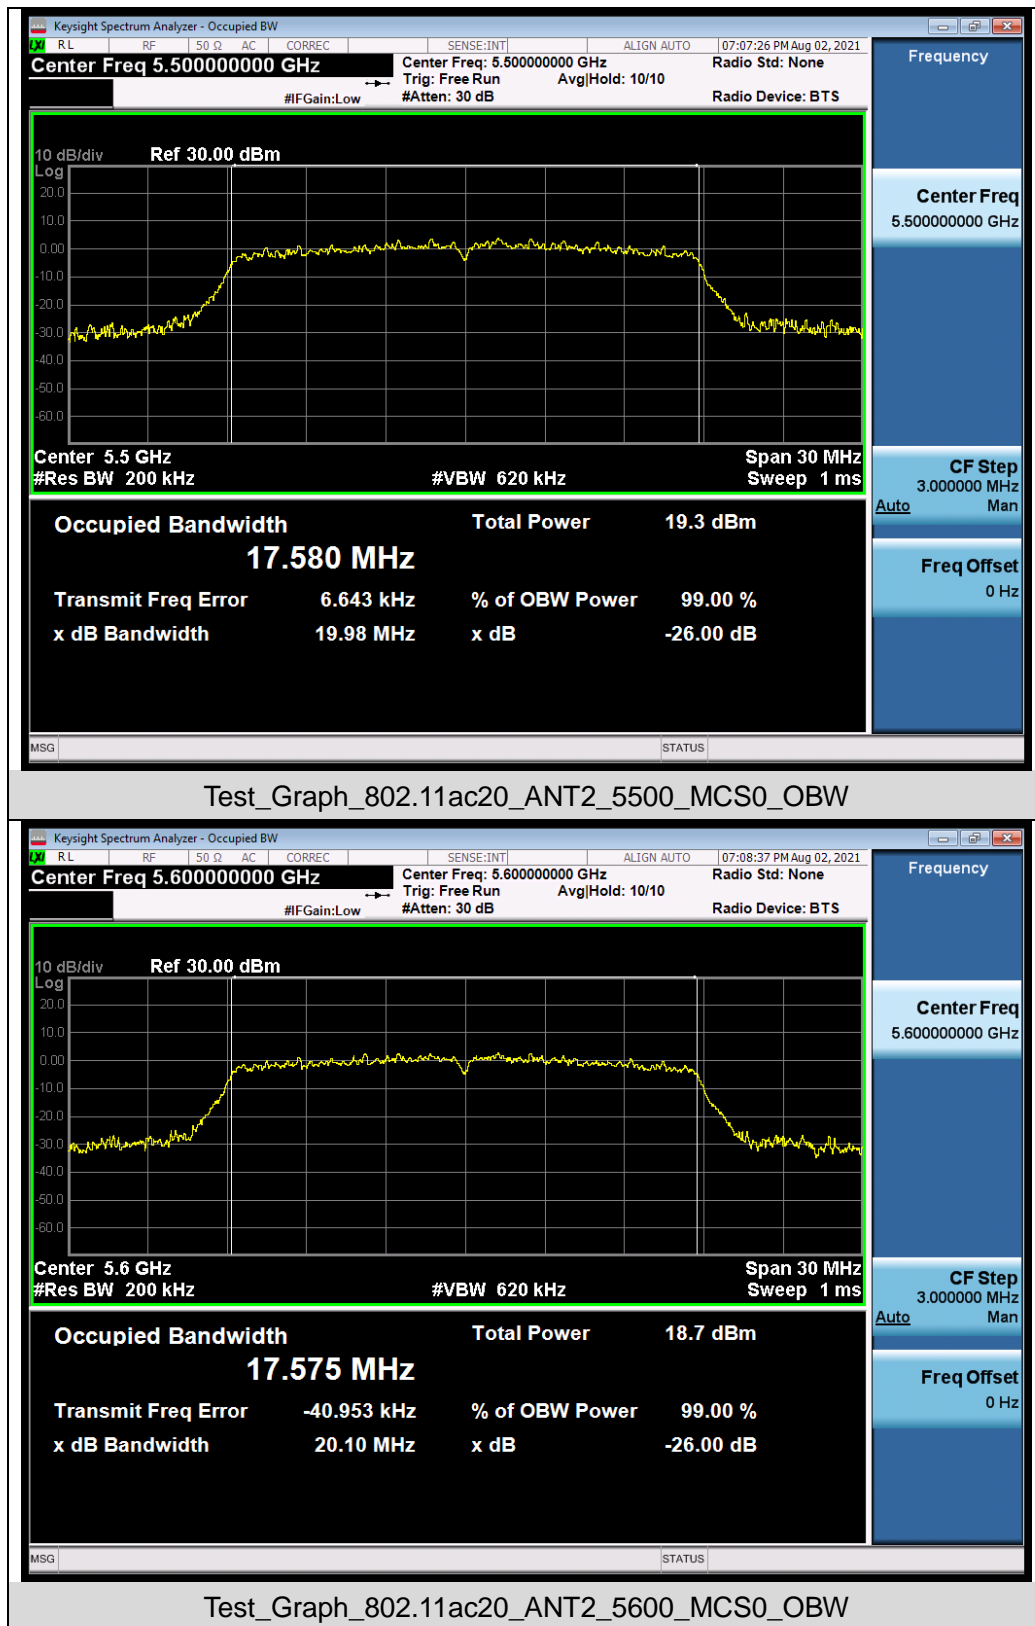 Keysight Spectrum Analyzer - Occupied BW
LXI RL RF 50 Ω AC CORREC SENSE:INT ALIGN AUTO 07:07:26 PM Aug 02, 2021
Center Freq 5.500000000 GHz
Center Freq: 5.500000000 GHz
Radio Std: None
Trig: Free Run Avg|Hold: 10/10
#IFGain:Low
#Atten: 30 dB
Radio Device: BTS
Frequency
10 dB/div Ref 30.00 dBm
Log
20.0
10.0
0.00
-10.0
-20.0
-30.0
-40.0
-50.0
-60.0
Center Freq
5.500000000 GHz
Center 5.5 GHz Span 30 MHz
#Res BW 200 kHz #VBW 620 kHz Sweep 1 ms
CF Step
3.000000 MHz
Auto Man
Freq Offset
0 Hz
Occupied Bandwidth Total Power 19.3 dBm
17.580 MHz
Transmit Freq Error 6.643 kHz % of OBW Power 99.00 %
x dB Bandwidth 19.98 MHz x dB -26.00 dB
MSG STATUS
Test_Graph_802.11ac20_ANT2_5500_MCS0_OBW
Keysight Spectrum Analyzer - Occupied BW
LXI RL RF 50 Ω AC CORREC SENSE:INT ALIGN AUTO 07:08:37 PM Aug 02, 2021
Center Freq 5.600000000 GHz
Center Freq: 5.600000000 GHz
Radio Std: None
Trig: Free Run Avg|Hold: 10/10
#IFGain:Low
#Atten: 30 dB
Radio Device: BTS
Frequency
10 dB/div Ref 30.00 dBm
Log
20.0
10.0
0.00
-10.0
-20.0
-30.0
-40.0
-50.0
-60.0
Center Freq
5.600000000 GHz
Center 5.6 GHz Span 30 MHz
#Res BW 200 kHz #VBW 620 kHz Sweep 1 ms
CF Step
3.000000 MHz
Auto Man
Freq Offset
0 Hz
Occupied Bandwidth Total Power 18.7 dBm
17.575 MHz
Transmit Freq Error -40.953 kHz % of OBW Power 99.00 %
x dB Bandwidth 20.10 MHz x dB -26.00 dB
MSG STATUS
Test_Graph_802.11ac20_ANT2_5600_MCS0_OBW